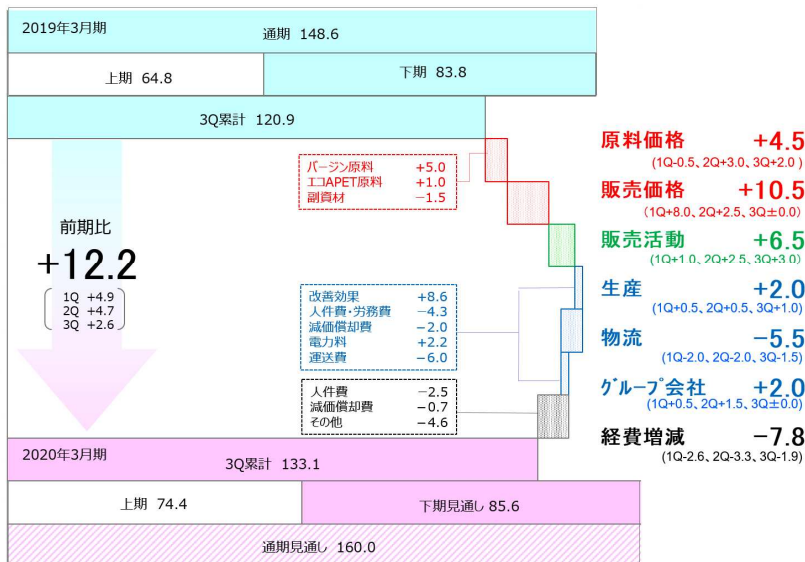 2019年3月期
通期 148.6
上期 64.8
下期 83.8
3Q累計 120.9
前期比
+12.2
1Q +4.9
2Q +4.7
3Q +2.6
バージン原料 +5.0
エコAPET原料 +1.0
副資材 −1.5
改善効果 +8.6
人件費・労務費 −4.3
減価償却費 −2.0
電力料 +2.2
運送費 −6.0
人件費 −2.5
減価償却費 −0.7
その他 −4.6
原料価格 +4.5
(1Q-0.5、2Q+3.0、3Q+2.0 )
販売価格 +10.5
(1Q+8.0、2Q+2.5、3Q±0.0)
販売活動 +6.5
(1Q+1.0、2Q+2.5、3Q+3.0)
生産 +2.0
(1Q+0.5、2Q+0.5、3Q+1.0)
物流 −5.5
(1Q-2.0、2Q-2.0、3Q-1.5)
グループ会社 +2.0
(1Q+0.5、2Q+1.5、3Q±0.0)
経費増減 −7.8
(1Q-2.6、2Q-3.3、3Q-1.9)
2020年3月期
3Q累計 133.1
上期 74.4
下期見通し 85.6
通期見通し 160.0